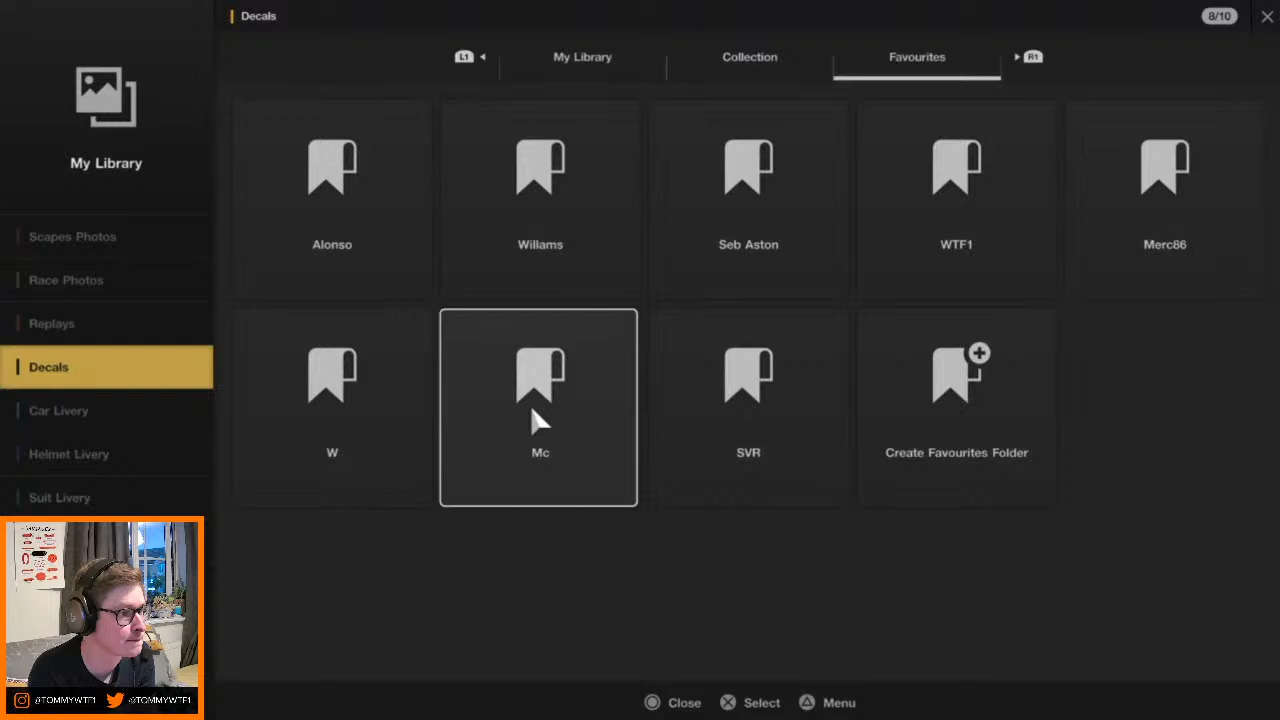 Decals
8/10
L1
My Library
Collection
Favourites
R1
My Library
Scapes Photos
Race Photos
Replays
Decals
Car Livery
Helmet Livery
Suit Livery
Alonso
Willams
Seb Aston
WTF1
Merc86
W
Mc
SVR
Create Favourites Folder
@TOMMYWTF1
@TOMMYWTF1
Close
Select
Menu